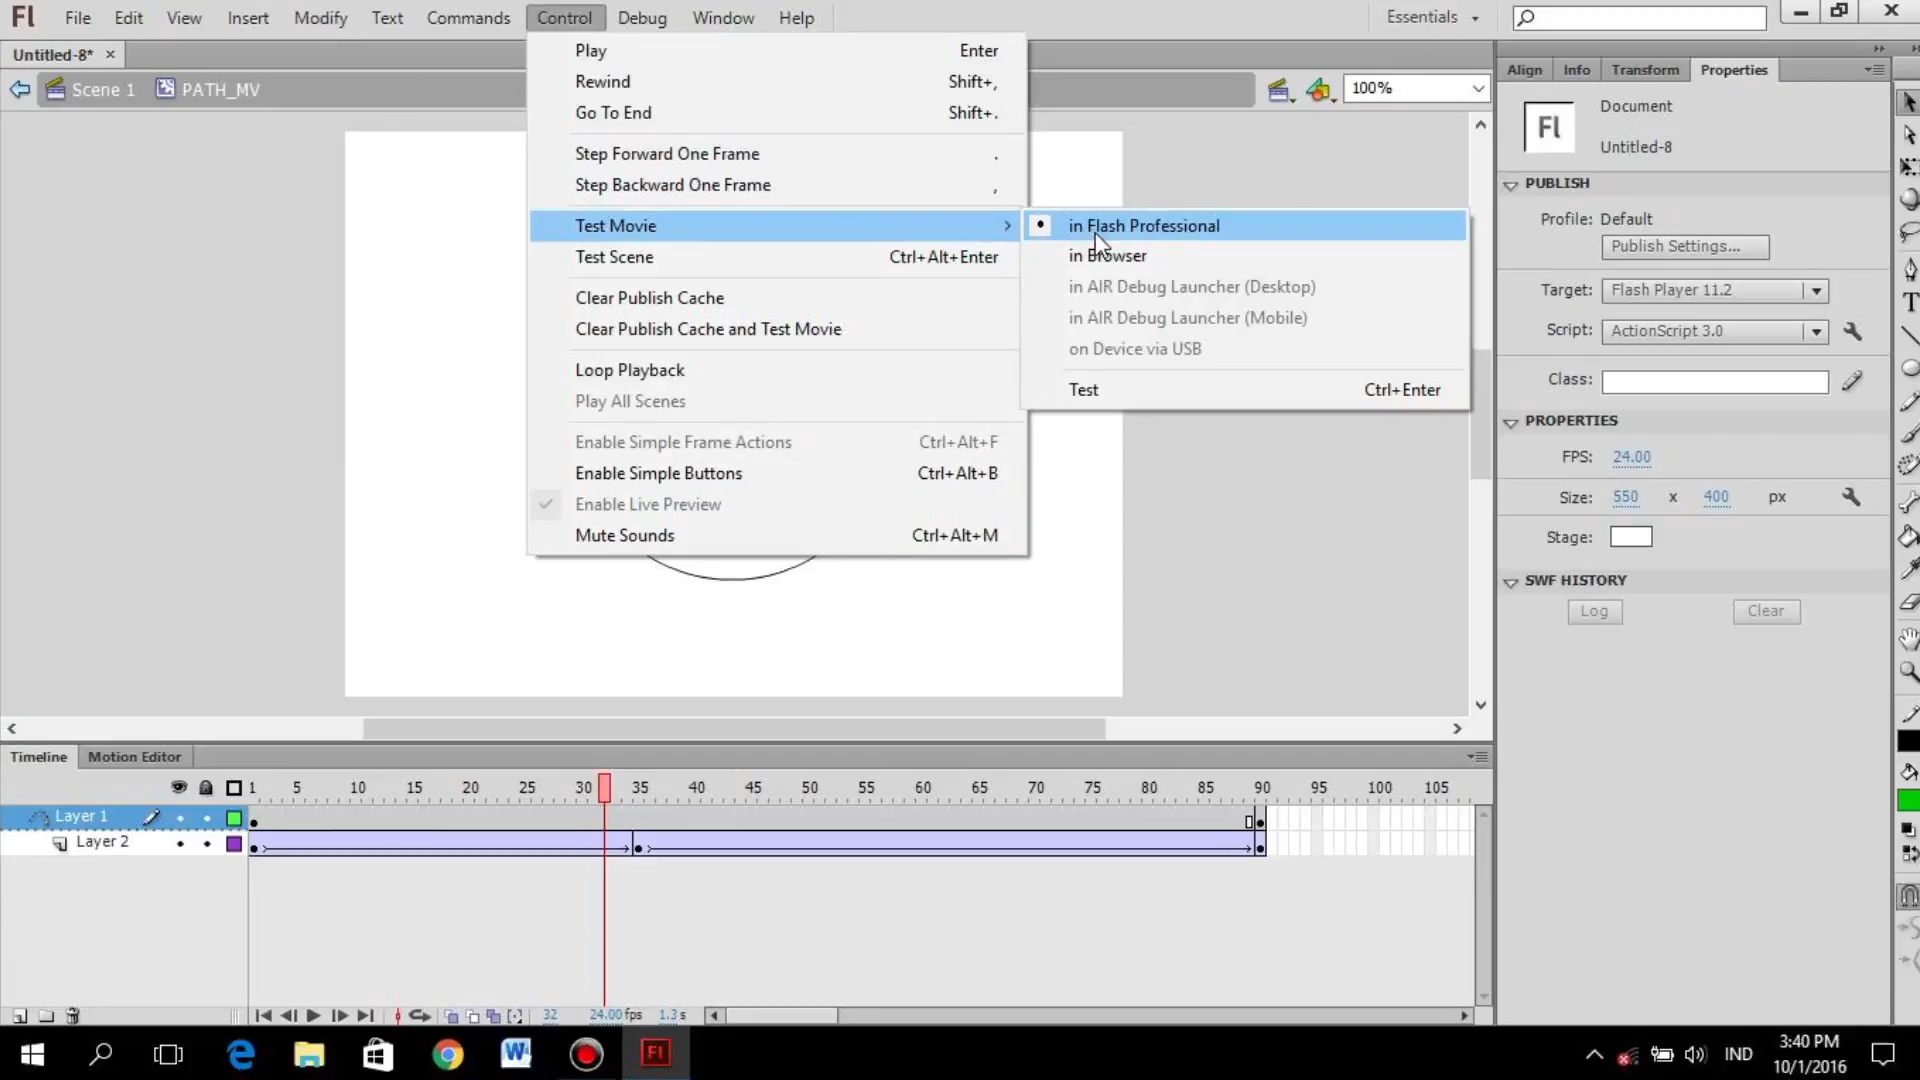 Fl File Edit View Insert Modify Text Commands Control Debug Window Help Essentials
Untitled-8* ×
Scene 1 PATH_MV 100%
Play Enter
Rewind Shift+,
Go To End Shift+.
Step Forward One Frame .
Step Backward One Frame ,
Test Movie
Test Scene Ctrl+Alt+Enter
Clear Publish Cache
Clear Publish Cache and Test Movie
Loop Playback
Play All Scenes
Enable Simple Frame Actions Ctrl+Alt+F
Enable Simple Buttons Ctrl+Alt+B
Enable Live Preview
Mute Sounds Ctrl+Alt+M
in Flash Professional
in Browser
in AIR Debug Launcher (Desktop)
in AIR Debug Launcher (Mobile)
on Device via USB
Test Ctrl+Enter
Align Info Transform Properties
Fl
Document
Untitled-8
PUBLISH
Profile: Default
Publish Settings...
Target: Flash Player 11.2
Script: ActionScript 3.0
Class:
PROPERTIES
FPS: 24.00
Size: 550 x 400 px
Stage:
SWF HISTORY
Log Clear
Timeline Motion Editor
1 5 10 15 20 25 30 35 40 45 50 55 60 65 70 75 80 85 90 95 100 105
Layer 1
Layer 2
32 24.00fps 1.3s
Fl
IND
3:40 PM
10/1/2016